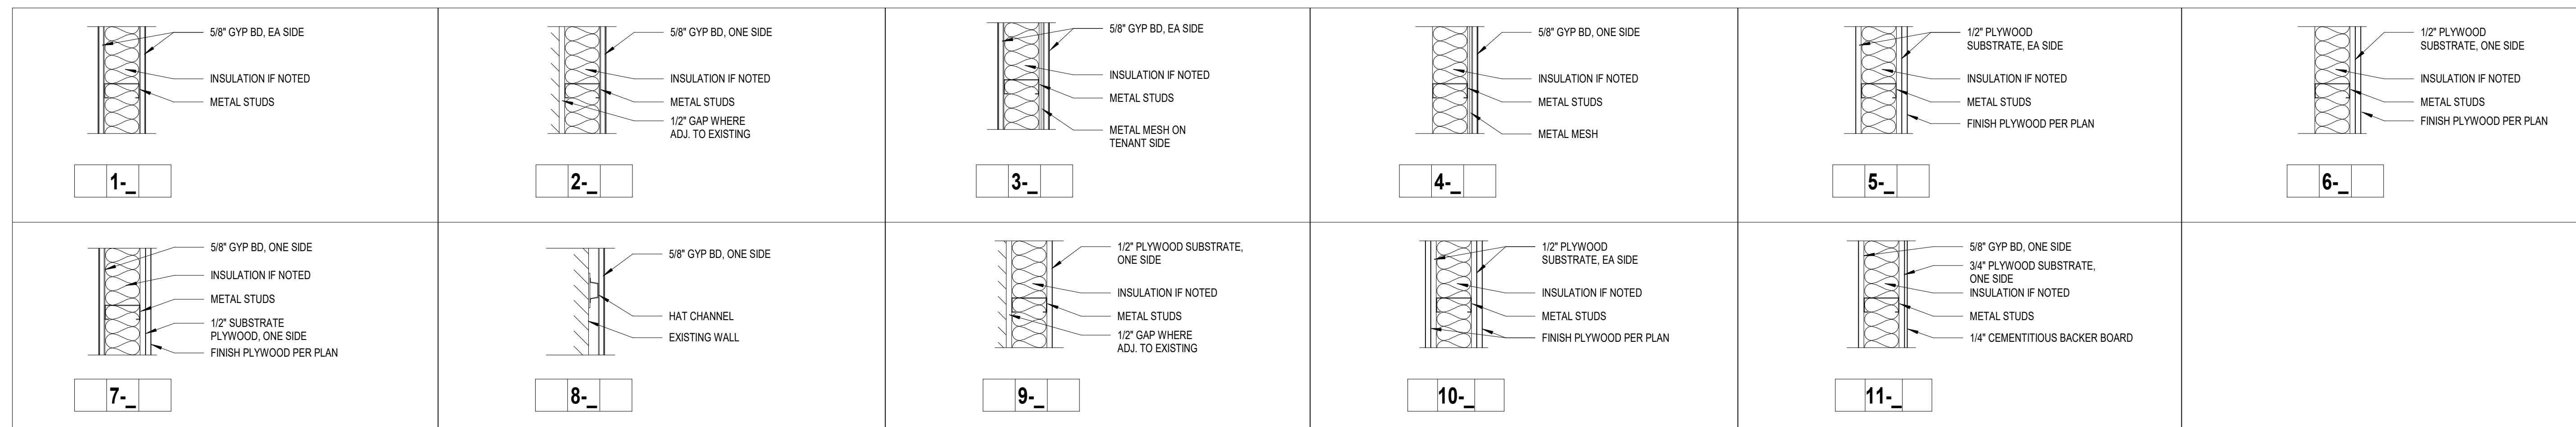 5/8" GYP BD, EA SIDE
INSULATION IF NOTED
METAL STUDS
1-_
5/8" GYP BD, ONE SIDE
INSULATION IF NOTED
METAL STUDS
1/2" GAP WHERE
ADJ. TO EXISTING
2-_
5/8" GYP BD, EA SIDE
INSULATION IF NOTED
METAL STUDS
METAL MESH ON
TENANT SIDE
3-_
5/8" GYP BD, ONE SIDE
INSULATION IF NOTED
METAL STUDS
METAL MESH
4-_
1/2" PLYWOOD
SUBSTRATE, EA SIDE
INSULATION IF NOTED
METAL STUDS
FINISH PLYWOOD PER PLAN
5-_
1/2" PLYWOOD
SUBSTRATE, ONE SIDE
INSULATION IF NOTED
METAL STUDS
FINISH PLYWOOD PER PLAN
6-_
5/8" GYP BD, ONE SIDE
INSULATION IF NOTED
METAL STUDS
1/2" SUBSTRATE
PLYWOOD, ONE SIDE
FINISH PLYWOOD PER PLAN
7-_
5/8" GYP BD, ONE SIDE
HAT CHANNEL
EXISTING WALL
8-_
1/2" PLYWOOD SUBSTRATE,
ONE SIDE
INSULATION IF NOTED
METAL STUDS
1/2" GAP WHERE
ADJ. TO EXISTING
9-_
1/2" PLYWOOD
SUBSTRATE, EA SIDE
INSULATION IF NOTED
METAL STUDS
FINISH PLYWOOD PER PLAN
10-_
5/8" GYP BD, ONE SIDE
3/4" PLYWOOD SUBSTRATE,
ONE SIDE
INSULATION IF NOTED
METAL STUDS
1/4" CEMENTITIOUS BACKER BOARD
11-_